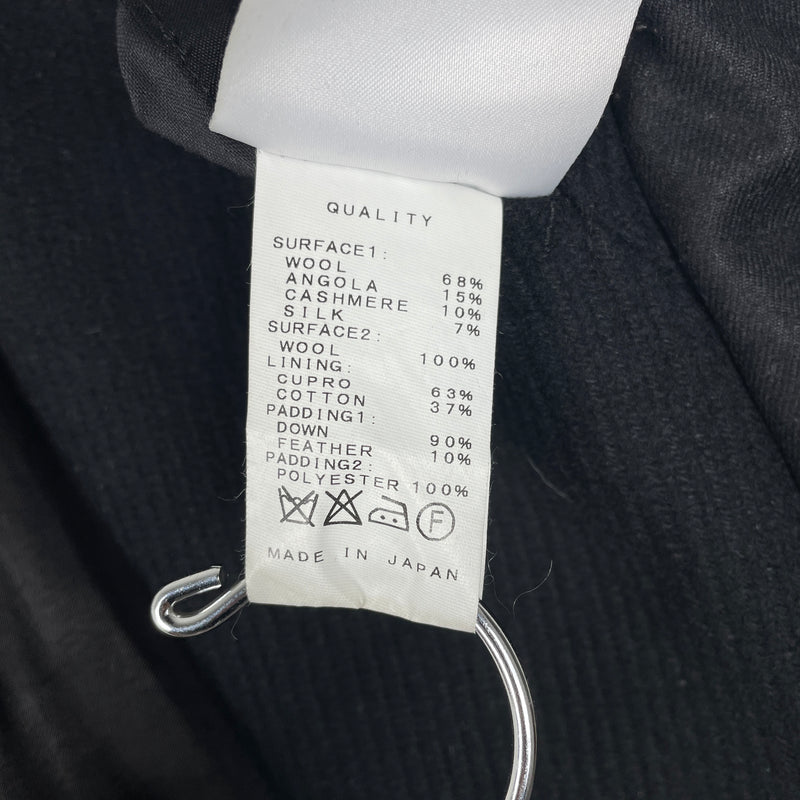 QUALITY
SURFACE1:
WOOL 68%
ANGOLA 15%
CASHMERE 10%
SILK 7%
SURFACE2:
WOOL 100%
LINING:
CUPRO 63%
COTTON 37%
PADDING1:
DOWN 90%
FEATHER 10%
PADDING2:
POLYESTER 100%
F
MADE IN JAPAN